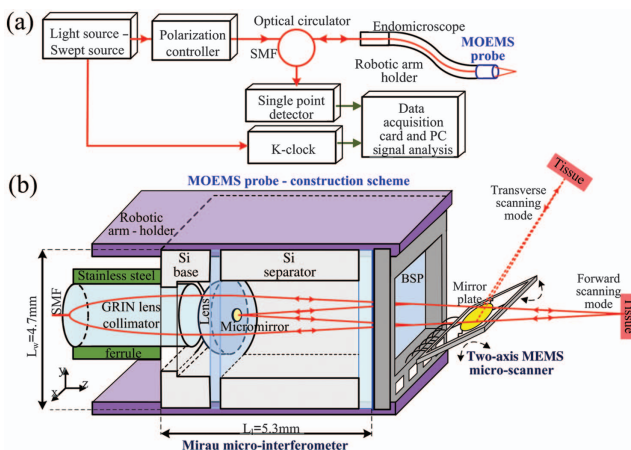 (a)
Light source –
Swept source
Polarization
controller
Optical circulator
SMF
Endomicroscope
MOEMS
probe
Robotic arm
holder
Single point
detector
Data
acquisition
card and PC
signal analysis
K-clock
(b)
MOEMS probe - construction scheme
Robotic
arm - holder
Si
base
Si
separator
Stainless steel
SMF
GRIN lens
collimator
Lens
Micromirror
ferrule
BSP
Mirror
plate
Tissue
Transverse
scanning
mode
Forward
scanning
mode
Tissue
Two-axis MEMS
micro-scanner
Lw=4.7mm
y
x
z
Ll=5.3mm
Mirau micro-interferometer